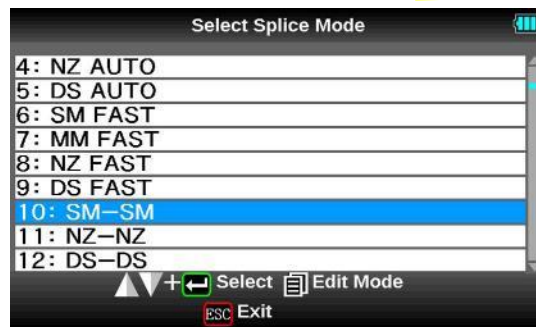 Select Splice Mode
4: NZ AUTO
5: DS AUTO
6: SM FAST
7: MM FAST
8: NZ FAST
9: DS FAST
10: SM−SM
11: NZ−NZ
12: DS−DS
+ Select Edit Mode
ESC Exit